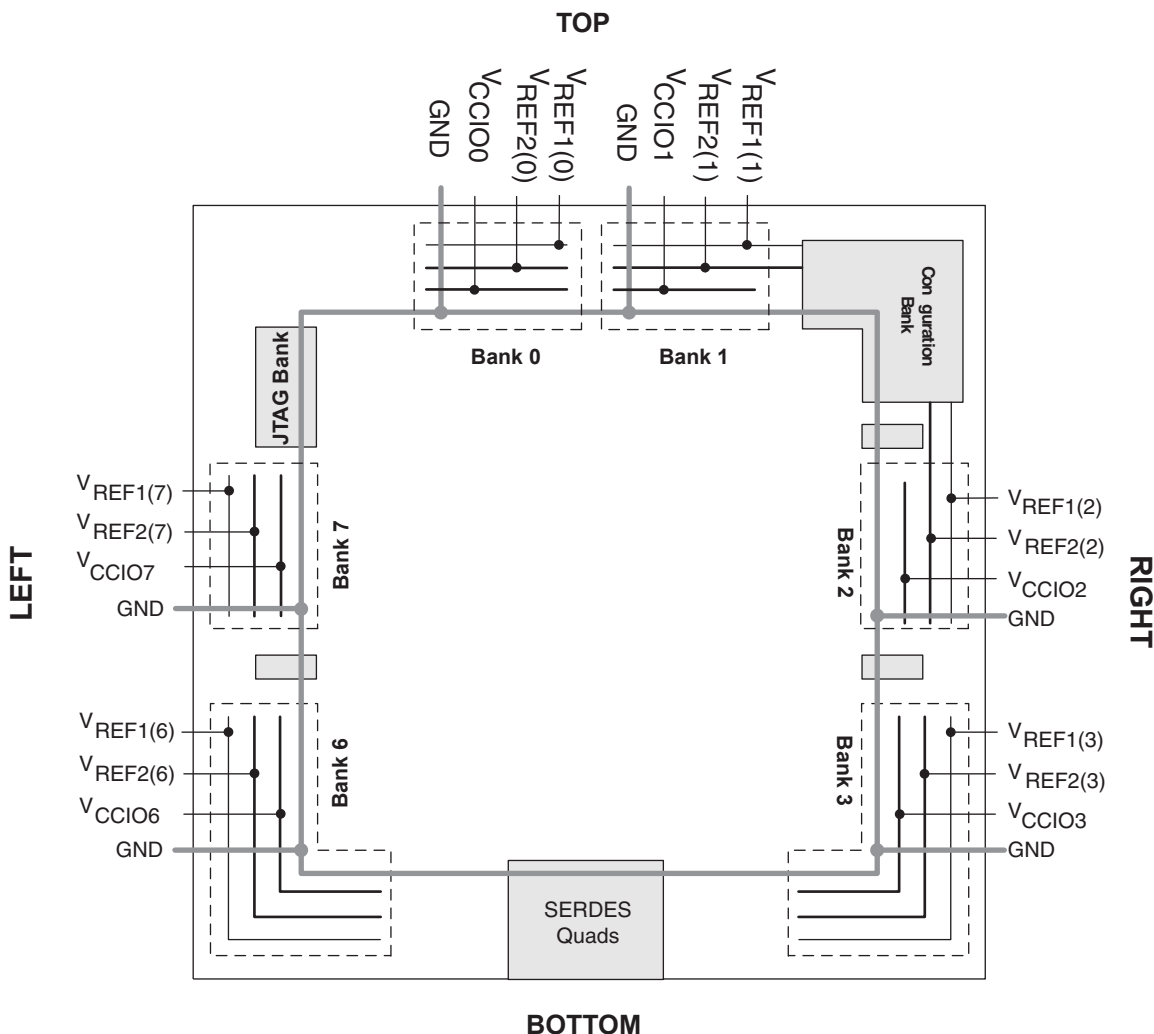 TOP
GND
VCCIO0
VREF2(0)
VREF1(0)
GND
VCCIO1
VREF2(1)
VREF1(1)
Con guration
Bank
Bank 0
Bank 1
JTAG Bank
LEFT
VREF1(7)
VREF2(7)
VCCIO7
GND
Bank 7
Bank 2
VREF1(2)
VREF2(2)
VCCIO2
GND
RIGHT
VREF1(6)
VREF2(6)
VCCIO6
GND
Bank 6
Bank 3
VREF1(3)
VREF2(3)
VCCIO3
GND
SERDES
Quads
BOTTOM